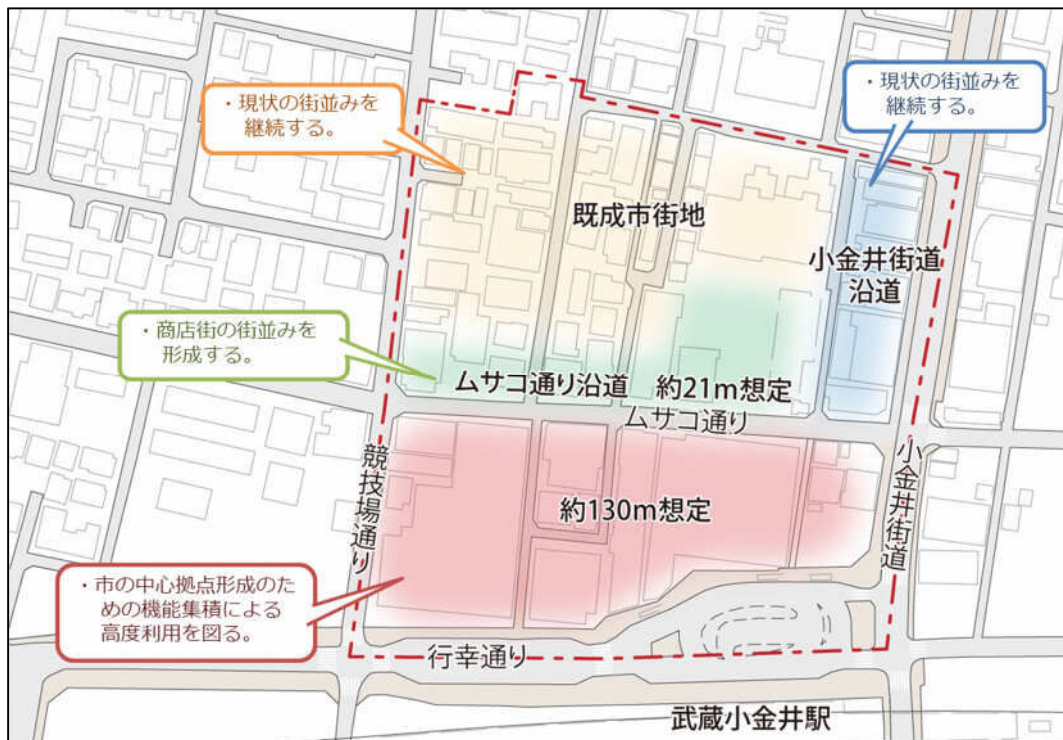 ・現状の街並みを
継続する。
・現状の街並みを
継続する。
既成市街地
小金井街道
沿道
・商店街の街並みを
形成する。
ムサコ通り沿道 約21m想定
ムサコ通り
競技場通り
約130m想定
小金井街道
・市の中心拠点形成のた
めの機能集積による
高度利用を図る。
行幸通り
武蔵小金井駅